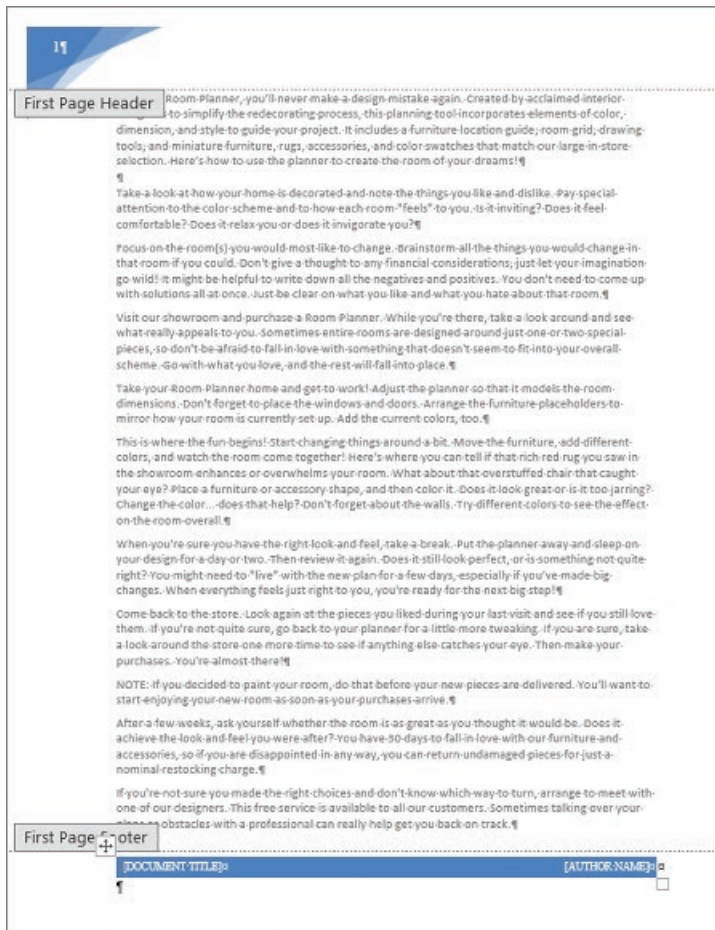 1¶
First Page Header
Room·Planner,·you'll·never·make·a·design·mistake·again.·Created·by·acclaimed·interior·
to·simplify·the·redecorating·process,·this·planning·tool·incorporates·elements·of·color,·
dimension,·and·style·to·guide·your·project.·It·includes·a·furniture·location·guide;·room·grid;·drawing·
tools;·and·miniature·furniture,·rugs,·accessories,·and·color·swatches·that·match·our·large·in-store·
selection.·Here's·how·to·use·the·planner·to·create·the·room·of·your·dreams!¶
¶
Take·a·look·at·how·your·home·is·decorated·and·note·the·things·you·like·and·dislike.·Pay·special·
attention·to·the·color·scheme·and·to·how·each·room·"feels"·to·you.·Is·it·inviting?·Does·it·feel·
comfortable?·Does·it·relax·you·or·does·it·invigorate·you?¶
Focus·on·the·room(s)·you·would·most·like·to·change.·Brainstorm·all·the·things·you·would·change·in·
that·room·if·you·could.·Don't·give·a·thought·to·any·financial·considerations;·just·let·your·imagination·
go·wild!·It·might·be·helpful·to·write·down·all·the·negatives·and·positives.·You·don't·need·to·come·up·
with·solutions·all·at·once.·Just·be·clear·on·what·you·like·and·what·you·hate·about·that·room.¶
Visit·our·showroom·and·purchase·a·Room·Planner.·While·you're·there,·take·a·look·around·and·see·
what·really·appeals·to·you.·Sometimes·entire·rooms·are·designed·around·just·one·or·two·special·
pieces,·so·don't·be·afraid·to·fall·in·love·with·something·that·doesn't·seem·to·fit·into·your·overall·
scheme.·Go·with·what·you·love,·and·the·rest·will·fall·into·place.¶
Take·your·Room·Planner·home·and·get·to·work!·Adjust·the·planner·so·that·it·models·the·room·
dimensions.·Don't·forget·to·place·the·windows·and·doors.·Arrange·the·furniture·placeholders·to·
mirror·how·your·room·is·currently·set·up.·Add·the·current·colors,·too.¶
This·is·where·the·fun·begins!·Start·changing·things·around·a·bit.·Move·the·furniture,·add·different·
colors,·and·watch·the·room·come·together!·Here's·where·you·can·tell·if·that·rich·red·rug·you·saw·in·
the·showroom·enhances·or·overwhelms·your·room.·What·about·that·overstuffed·chair·that·caught·
your·eye?·Place·a·furniture·or·accessory·shape,·and·then·color·it.·Does·it·look·great·or·is·it·too·jarring?·
Change·the·color...·does·that·help?·Don't·forget·about·the·walls.·Try·different·colors·to·see·the·effect·
on·the·room·overall.¶
When·you're·sure·you·have·the·right·look·and·feel,·take·a·break.·Put·the·planner·away·and·sleep·on·
your·design·for·a·day·or·two.·Then·review·it·again.·Does·it·still·look·perfect,·or·is·something·not·quite·
right?·You·might·need·to·"live"·with·the·new·plan·for·a·few·days,·especially·if·you've·made·big·
changes.·When·everything·feels·just·right·to·you,·you're·ready·for·the·next·big·step!¶
Come·back·to·the·store.·Look·again·at·the·pieces·you·liked·during·your·last·visit·and·see·if·you·still·love·
them.·If·you're·not·quite·sure,·go·back·to·your·planner·for·a·little·more·tweaking.·If·you·are·sure,·take·
a·look·around·the·store·one·more·time·to·see·if·anything·else·catches·your·eye.·Then·make·your·
purchases.·You're·almost·there!¶
NOTE:·If·you·decided·to·paint·your·room,·do·that·before·your·new·pieces·are·delivered.·You'll·want·to·
start·enjoying·your·new·room·as·soon·as·your·purchases·arrive.¶
After·a·few·weeks,·ask·yourself·whether·the·room·is·as·great·as·you·thought·it·would·be.·Does·it·
achieve·the·look·and·feel·you·were·after?·You·have·30·days·to·fall·in·love·with·our·furniture·and·
accessories,·so·if·you·are·disappointed·in·any·way,·you·can·return·undamaged·pieces·for·just·a·
nominal·restocking·charge.¶
If·you're·not·sure·you·made·the·right·choices·and·don't·know·which·way·to·turn,·arrange·to·meet·with·
one·of·our·designers.·This·free·service·is·available·to·all·our·customers.·Sometimes·talking·over·your·
or·obstacles·with·a·professional·can·really·help·get·you·back·on·track.¶
First Page Footer
[DOCUMENT·TITLE]¤ [AUTHOR·NAME]¤ ¤
¶